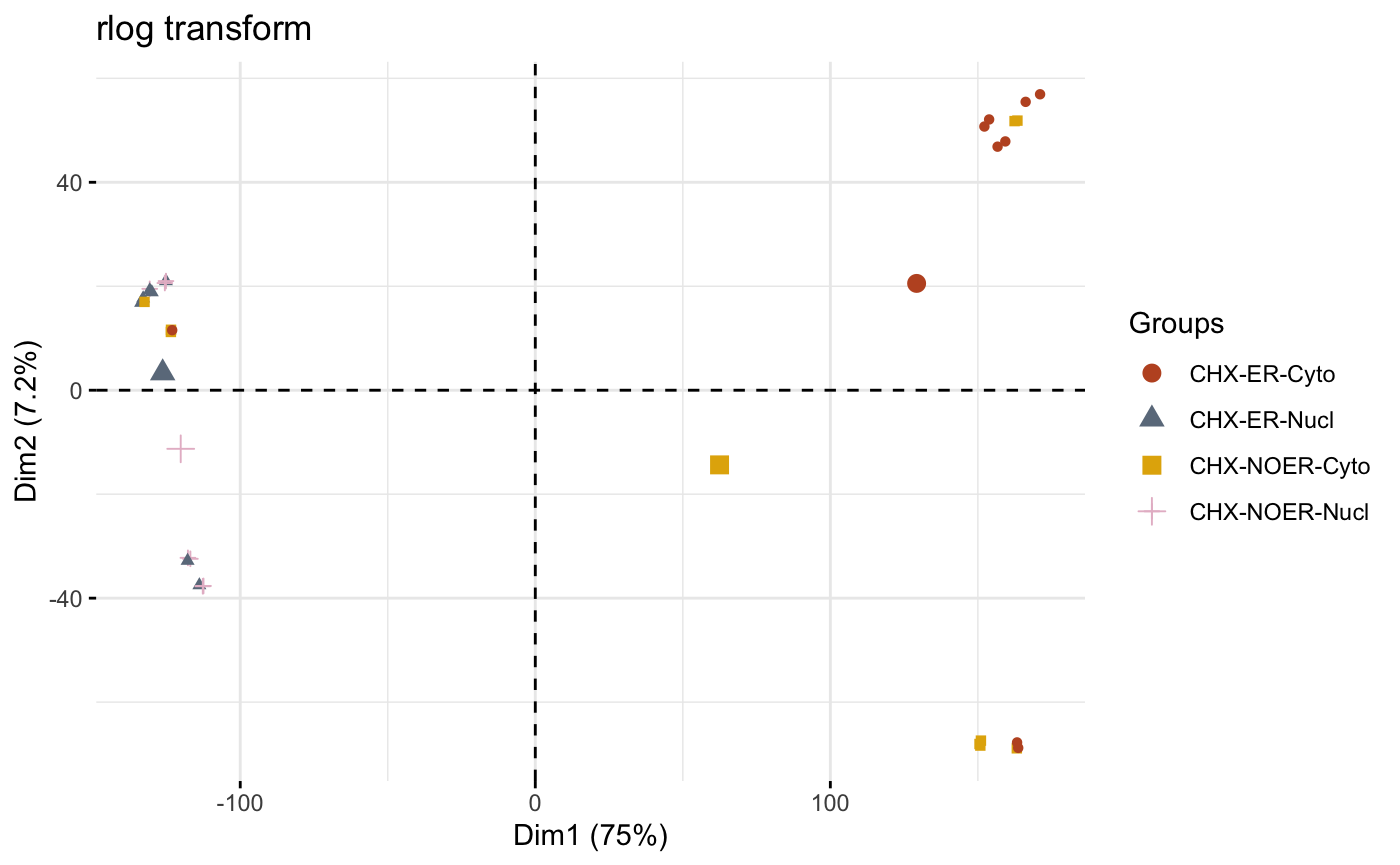 rlog transform
40
0
-40
Dim2 (7.2%)
-100
0
100
Dim1 (75%)
Groups
CHX-ER-Cyto
CHX-ER-Nucl
CHX-NOER-Cyto
CHX-NOER-Nucl